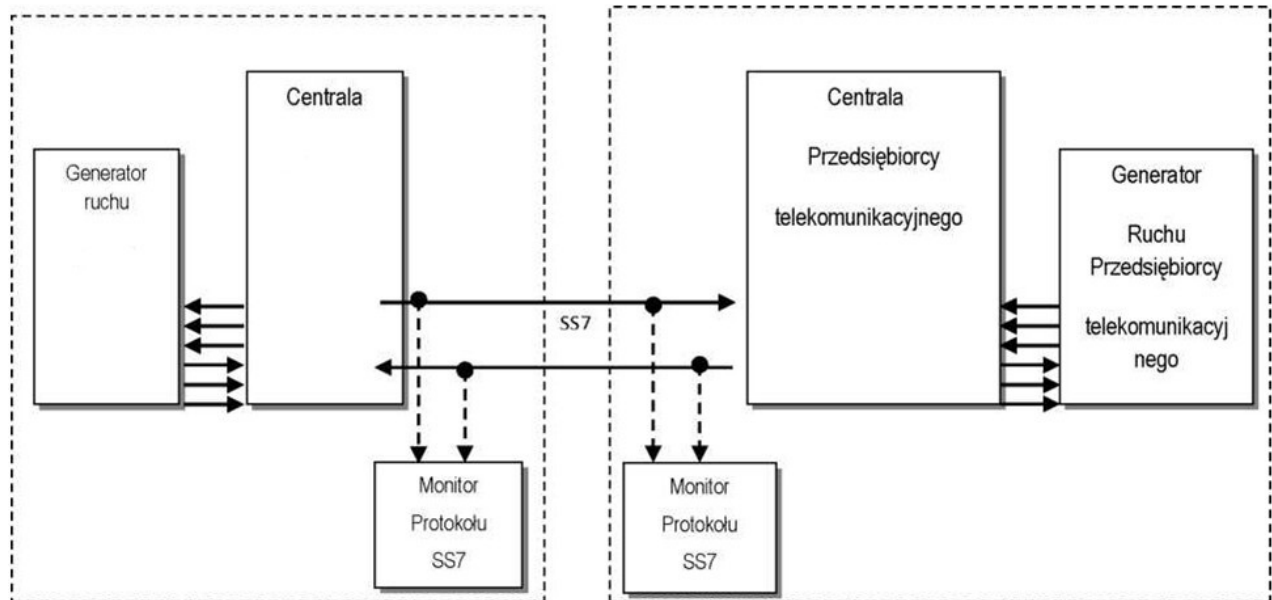 Centrala
Generator
ruchu
SS7
Monitor
Protokołu
SS7
Centrala
Przedsiębiorcy
telekomunikacyjnego
Generator
Ruchu
Przedsiębiorcy
telekomunikacyj
nego
Monitor
Protokołu
SS7